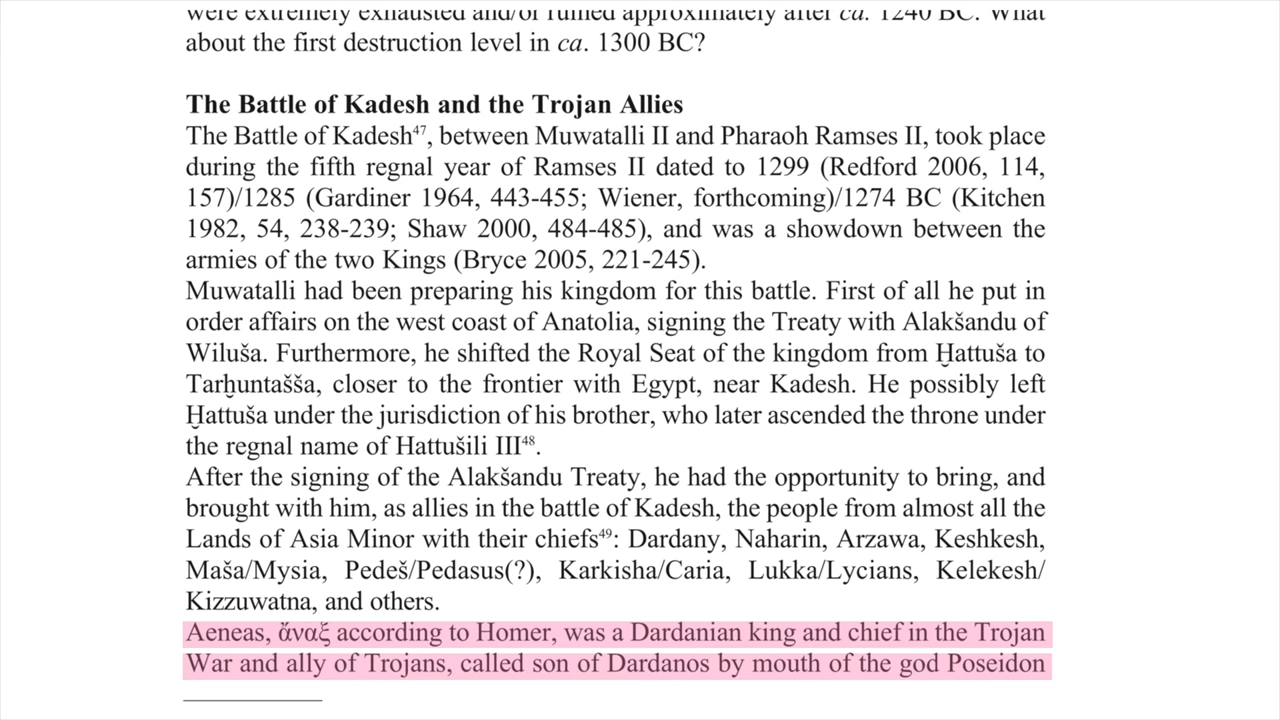 were extremely exhausted and/or ruined approximately after ca. 1240 BC. What
about the first destruction level in ca. 1300 BC?
The Battle of Kadesh and the Trojan Allies
The Battle of Kadesh47, between Muwatalli II and Pharaoh Ramses II, took place
during the fifth regnal year of Ramses II dated to 1299 (Redford 2006, 114,
157)/1285 (Gardiner 1964, 443-455; Wiener, forthcoming)/1274 BC (Kitchen
1982, 54, 238-239; Shaw 2000, 484-485), and was a showdown between the
armies of the two Kings (Bryce 2005, 221-245).
Muwatalli had been preparing his kingdom for this battle. First of all he put in
order affairs on the west coast of Anatolia, signing the Treaty with Alakšandu of
Wiluša. Furthermore, he shifted the Royal Seat of the kingdom from Ḫattuša to
Tarḫuntašša, closer to the frontier with Egypt, near Kadesh. He possibly left
Ḫattuša under the jurisdiction of his brother, who later ascended the throne under
the regnal name of Hattušili III48.
After the signing of the Alakšandu Treaty, he had the opportunity to bring, and
brought with him, as allies in the battle of Kadesh, the people from almost all the
Lands of Asia Minor with their chiefs49: Dardany, Naharin, Arzawa, Keshkesh,
Maša/Mysia, Pedeš/Pedasus(?), Karkisha/Caria, Lukka/Lycians, Kelekesh/
Kizzuwatna, and others.
Aeneas, ἄναξ according to Homer, was a Dardanian king and chief in the Trojan
War and ally of Trojans, called son of Dardanos by mouth of the god Poseidon